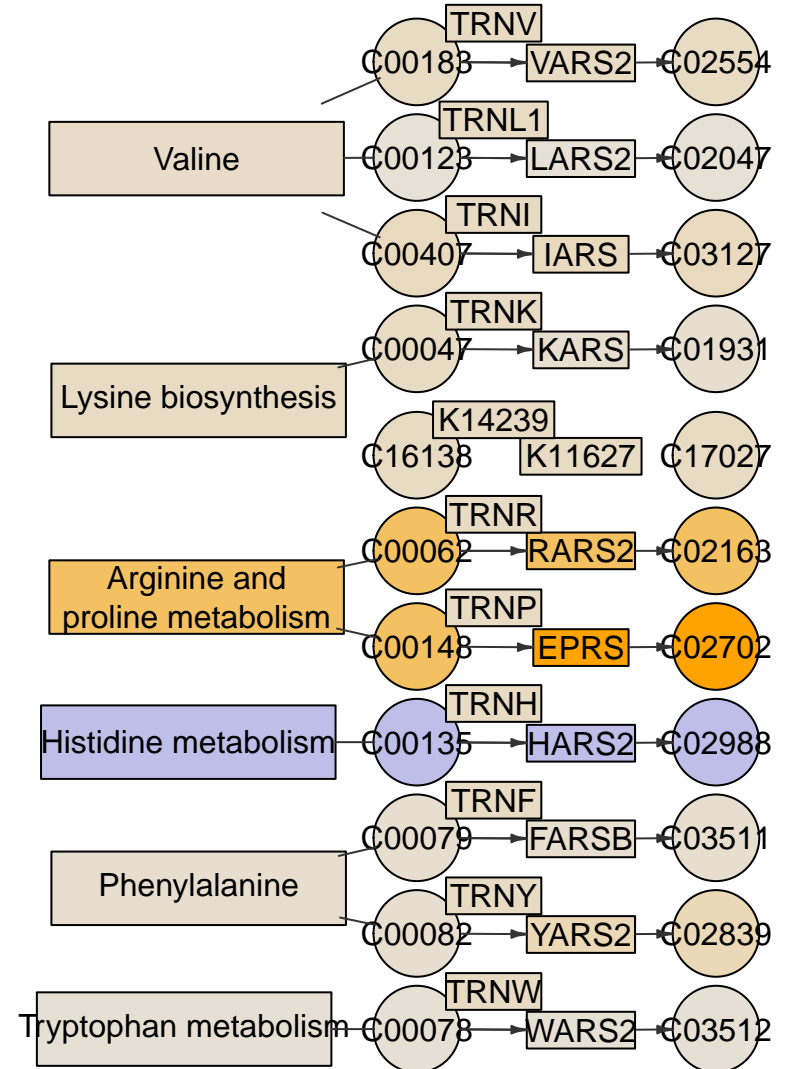 TRNV
C00183 VARS2 C02554
TRNL1
Valine C00123 LARS2 C02047
TRNI
C00407 IARS C03127
TRNK
C00047 KARS C01931
Lysine biosynthesis
K14239
C16138 K11627 C17027
TRNR
C00062 RARS2 C02163
Arginine and
proline metabolism
TRNP
C00148 EPRS C02702
TRNH
Histidine metabolism C00135 HARS2 C02988
TRNF
C00079 FARSB C03511
Phenylalanine
TRNY
C00082 YARS2 C02839
TRNW
Tryptophan metabolism C00078 WARS2 C03512